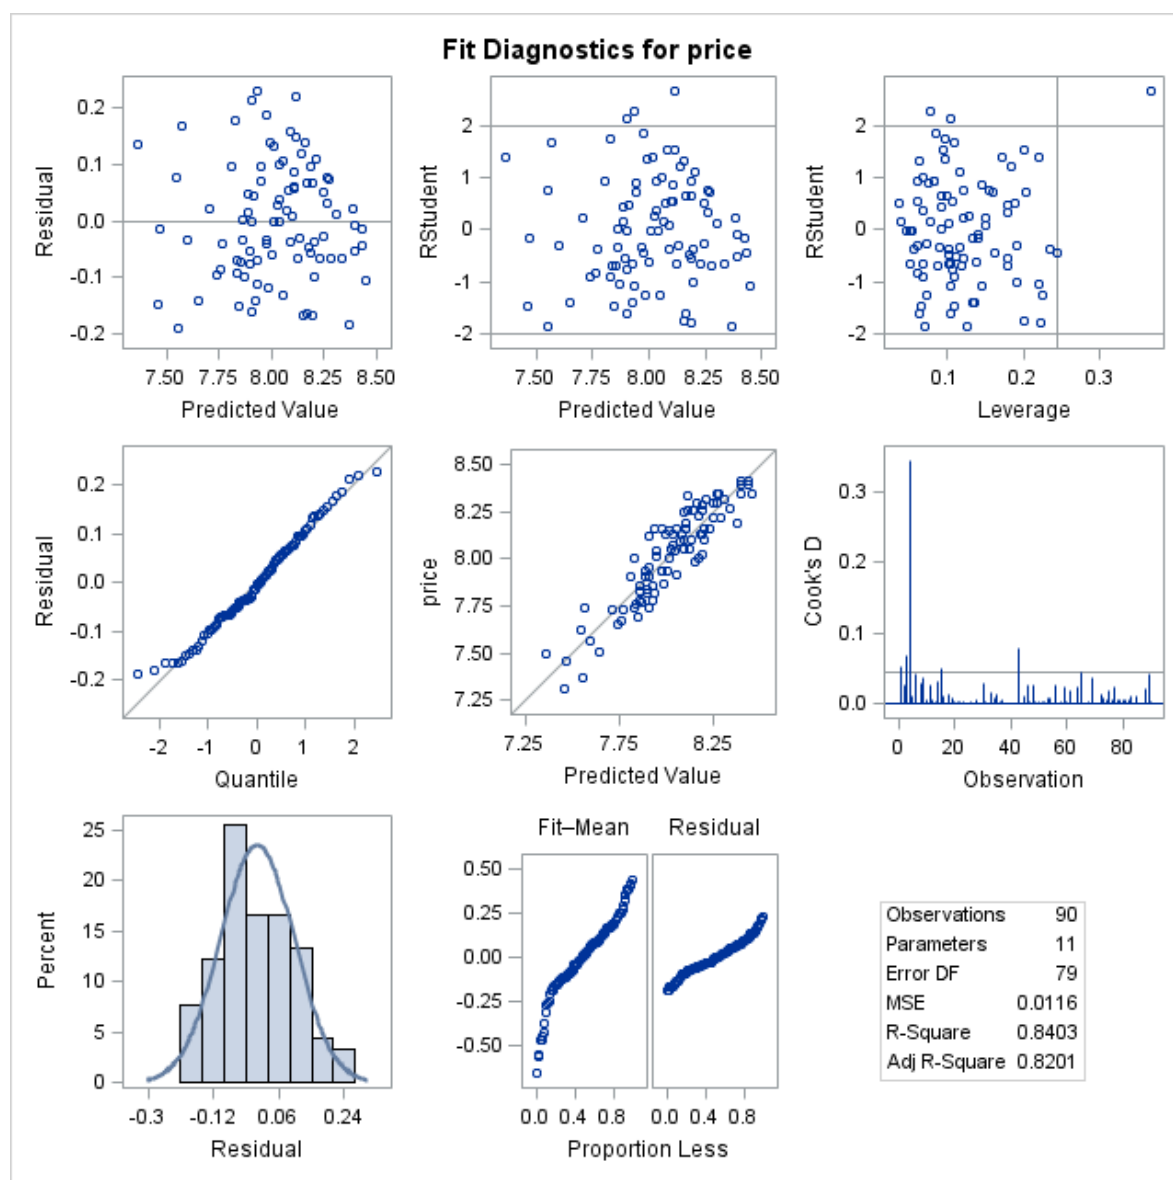 Fit Diagnostics for price
Residual
0.2
0.1
0.0
-0.1
-0.2
7.50 7.75 8.00 8.25 8.50
Predicted Value
RStudent
2
1
0
-1
-2
7.50 7.75 8.00 8.25 8.50
Predicted Value
RStudent
2
1
0
-1
-2
0.1 0.2 0.3
Leverage
Residual
0.2
0.1
0.0
-0.1
-0.2
-2 -1 0 1 2
Quantile
price
8.50
8.25
8.00
7.75
7.50
7.25
7.25 7.75 8.25
Predicted Value
Cook's D
0.3
0.2
0.1
0.0
0 20 40 60 80
Observation
Percent
25
20
15
10
5
0
-0.3 -0.12 0.06 0.24
Residual
Fit–Mean Residual
0.50
0.25
0.00
-0.25
-0.50
0.0 0.4 0.8 0.0 0.4 0.8
Proportion Less
Observations 90
Parameters 11
Error DF 79
MSE 0.0116
R-Square 0.8403
Adj R-Square 0.8201